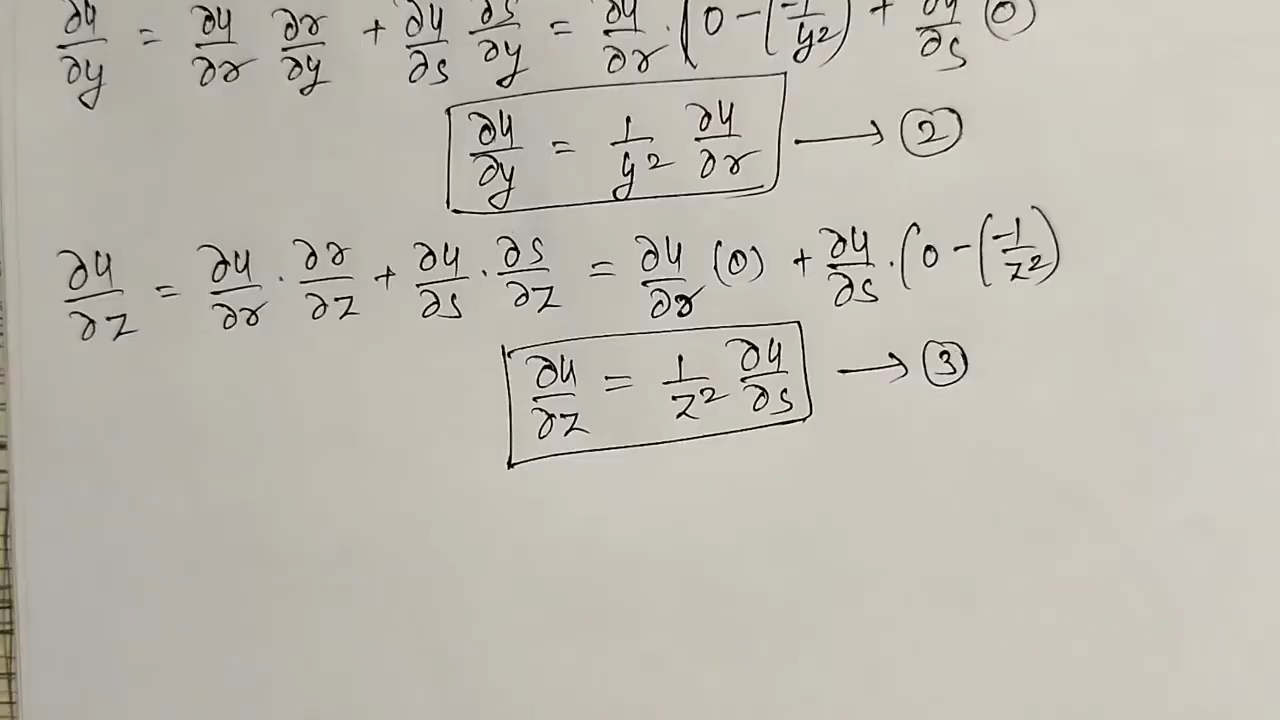 ∂u/∂y = ∂u/∂r ∂r/∂y + ∂u/∂s ∂s/∂y = ∂u/∂r · (0 - (-1/y²) + ∂u/∂s (0)
∂u/∂y = 1/y² ∂u/∂r → ②
∂u/∂z = ∂u/∂r · ∂r/∂z + ∂u/∂s · ∂s/∂z = ∂u/∂r (0) + ∂u/∂s · (0 - (-1/z²)
∂u/∂z = 1/z² ∂u/∂s → ③